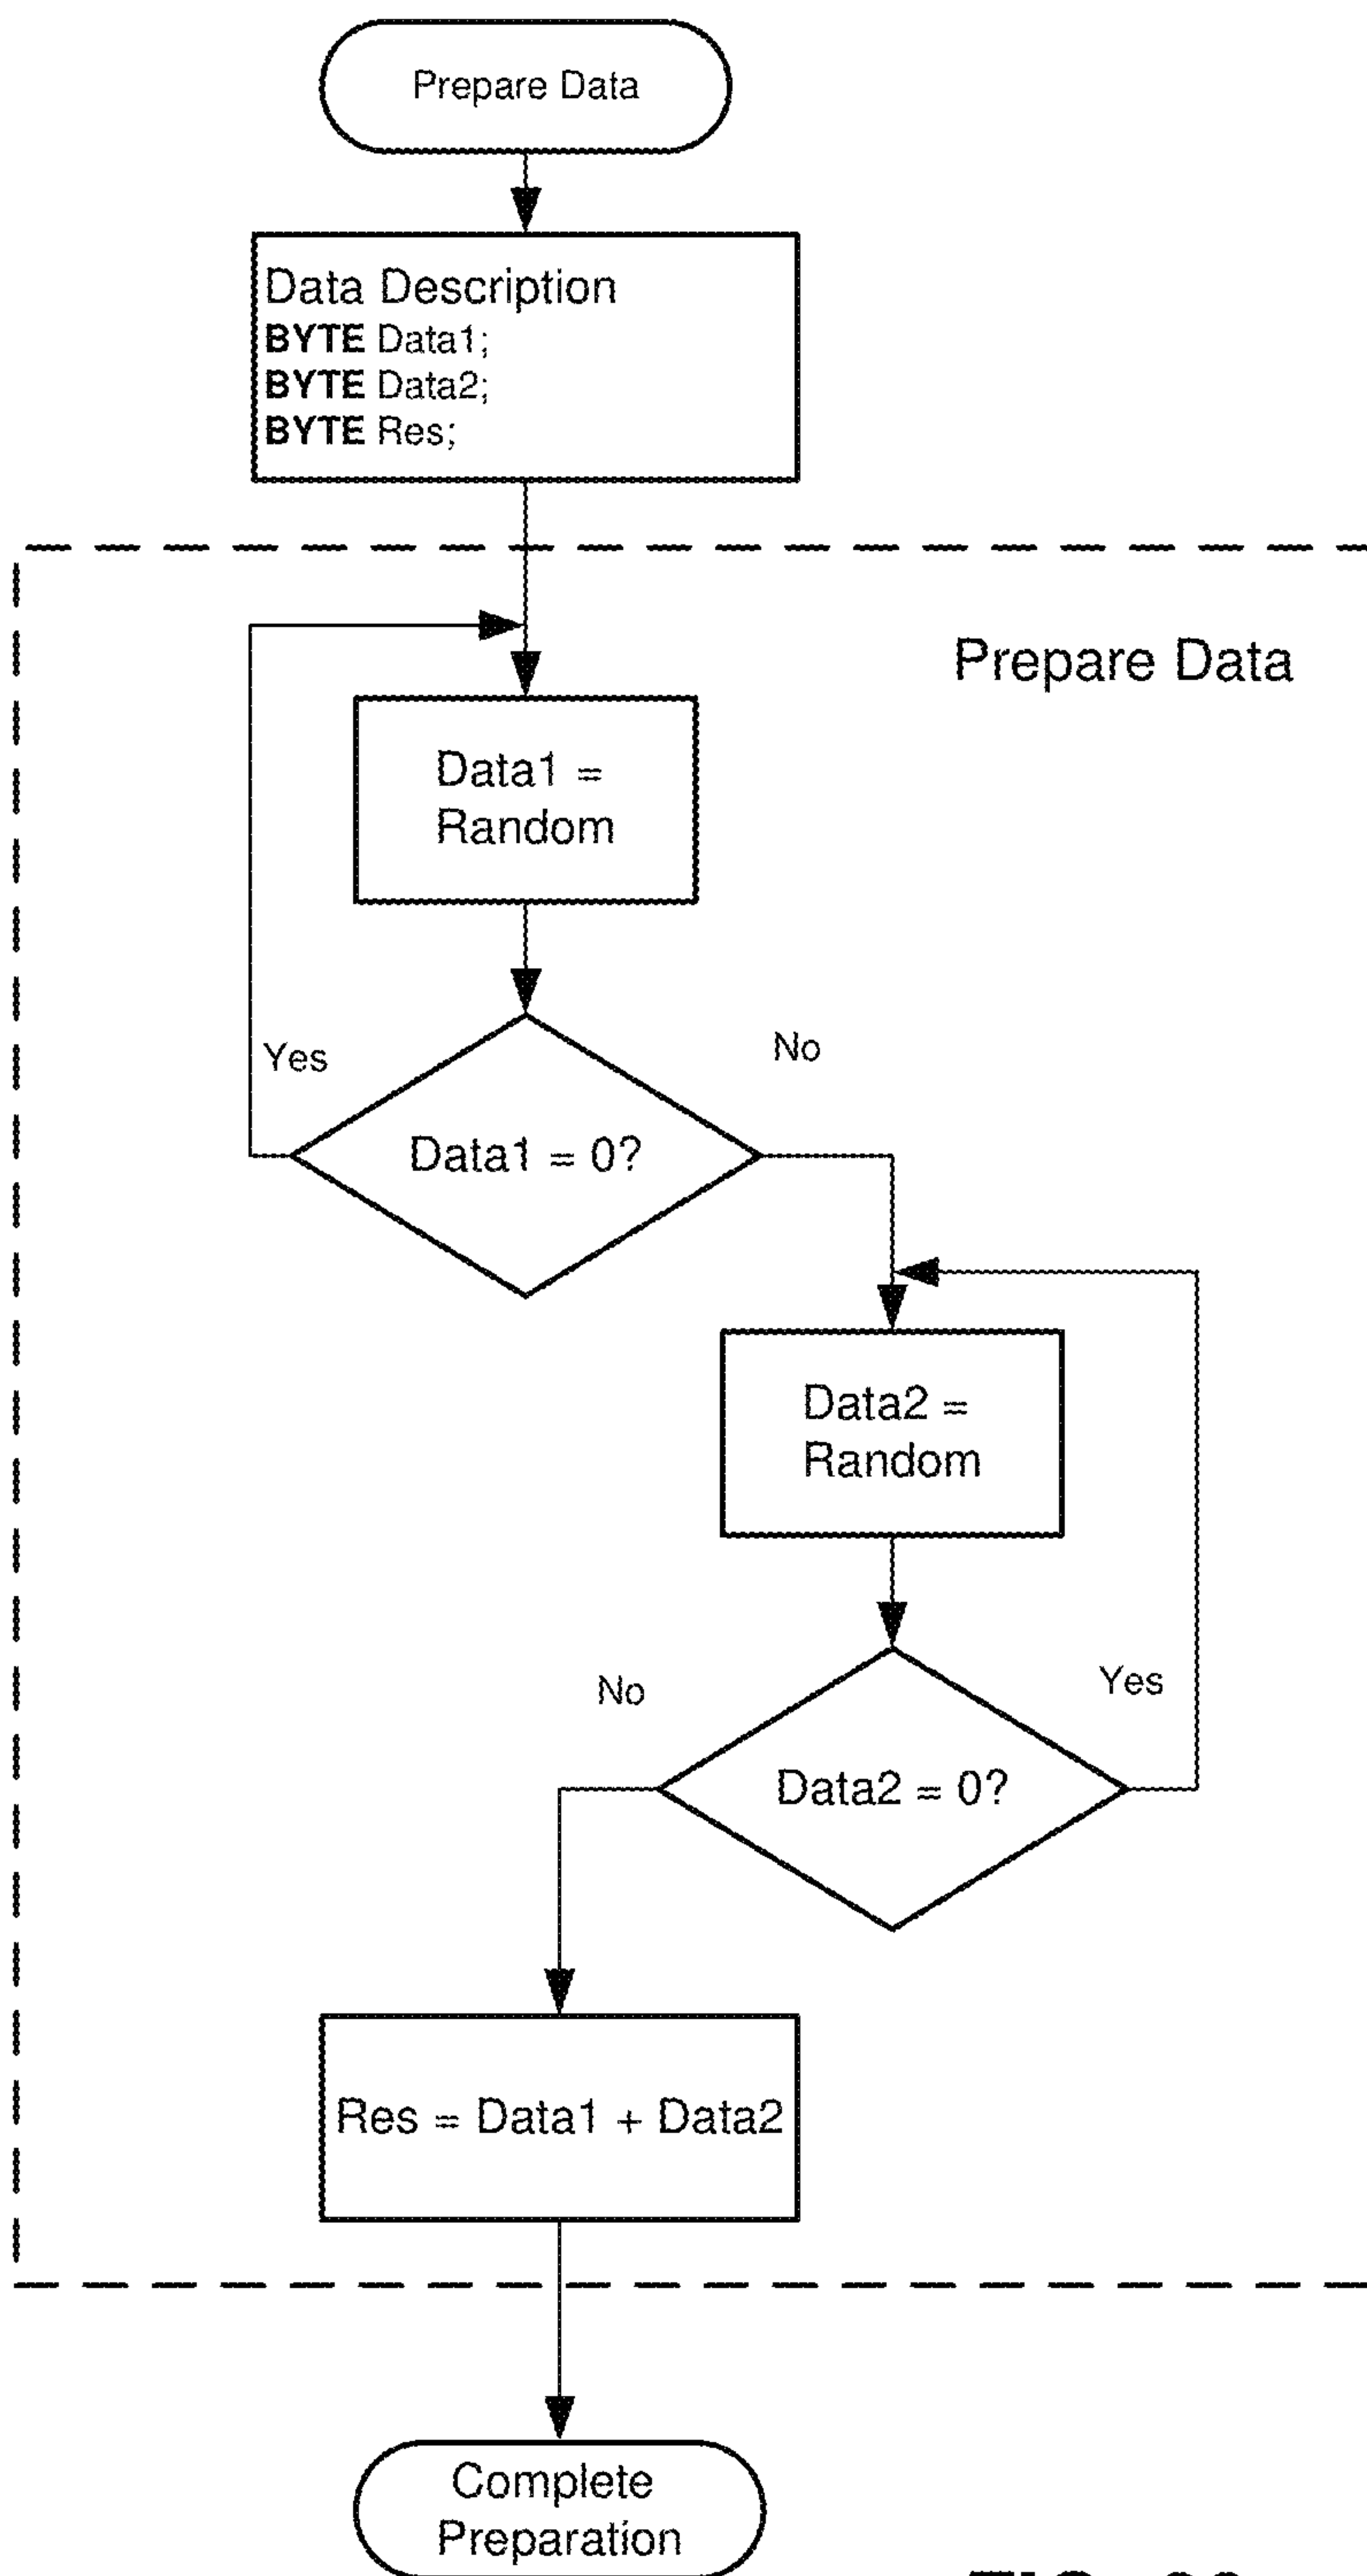 Prepare Data
Data Description
BYTE Data1;
BYTE Data2;
BYTE Res;
Prepare Data
Data1 =
Random
Yes
No
Data1 = 0?
Data2 =
Random
No
Yes
Data2 = 0?
Res = Data1 + Data2
Complete
Preparation